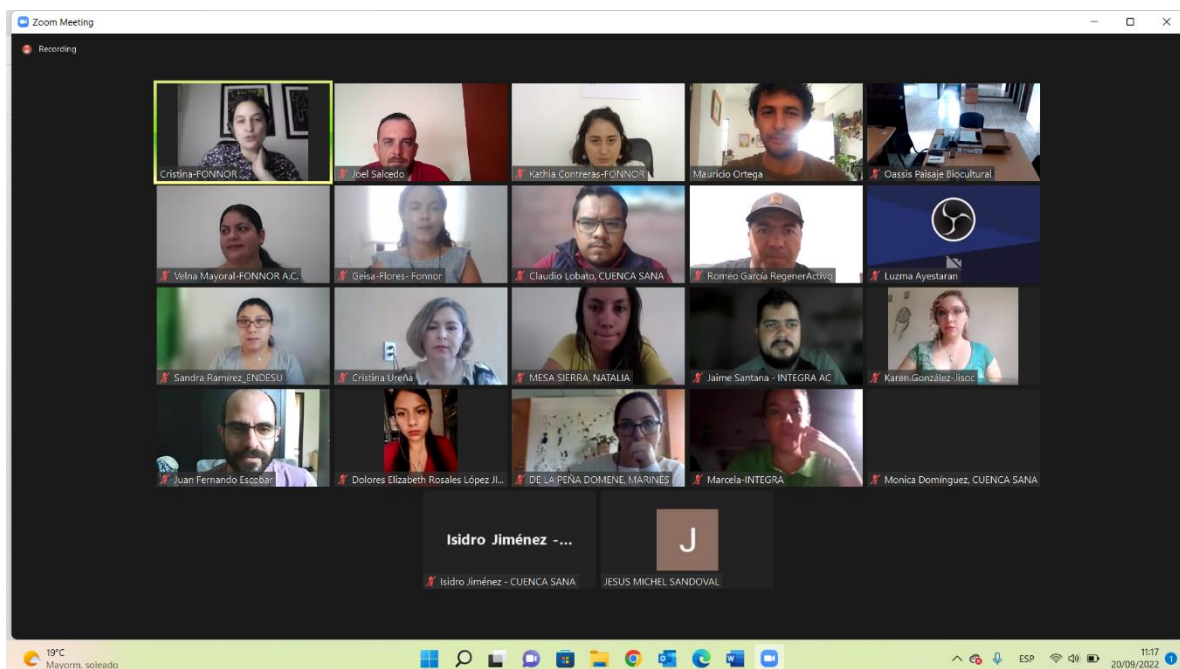 Zoom Meeting
Recording
Cristina-FONNOR
Joel Salcedo
Kathia Contreras-FONNOR
Mauricio Ortega
Oassis Paisaje Biocultural
Velna Mayoral-FONNOR A.C.
Geisa-Flores- Fonnor
Claudio Lobato, CUENCA SANA
Romeo García RegenerActivo
Luzma Ayestaran
Sandra Ramírez_ENDESU
Cristina Ureña
MESA SIERRA, NATALIA
Jaime Santana - INTEGRA AC
Karen González-Jisoc
Juan Fernando Escobar
Dolores Elizabeth Rosales López JI...
DE LA PEÑA DOMENE, MARINES
Marcela-INTEGRA
Monica Domínguez, CUENCA SANA
Isidro Jiménez -...
J
Isidro Jiménez - CUENCA SANA
JESUS MICHEL SANDOVAL
19°C
Mayorm. soleado
ESP
11:17
20/09/2022
1